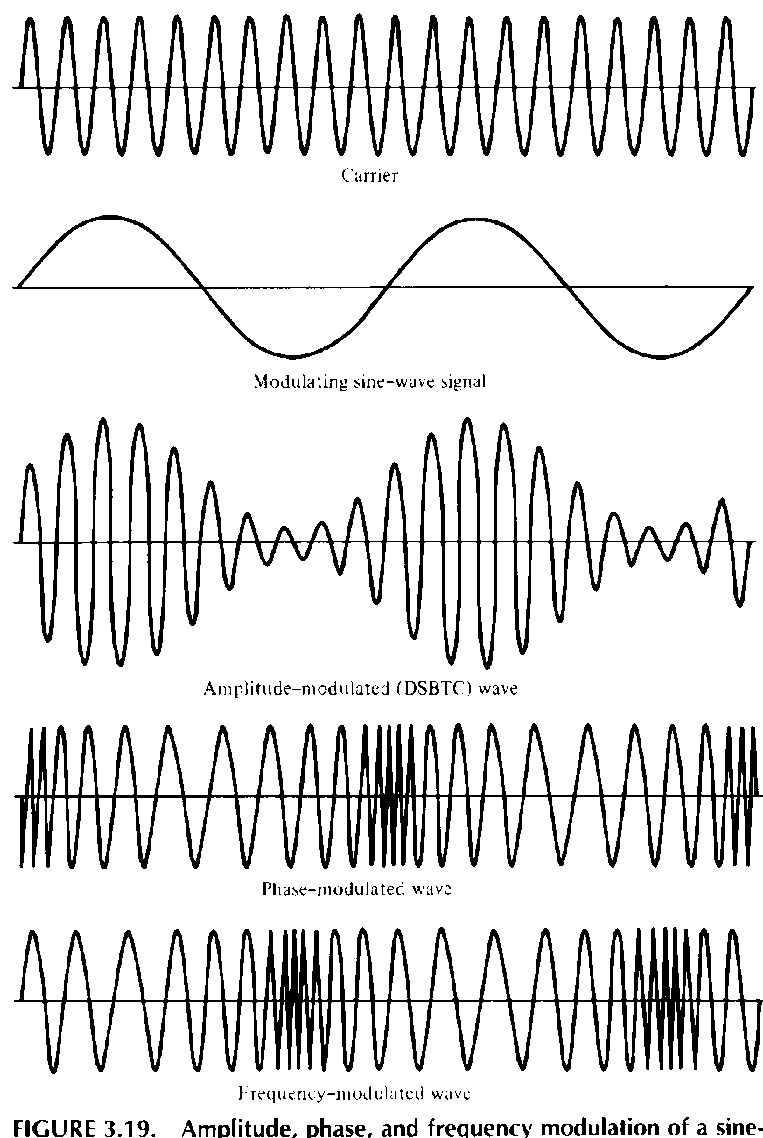 Carrier
Modulating sine-wave signal
Amplitude-modulated (DSBTC) wave
Phase-modulated wave
Frequency-modulated wave
FIGURE 3.19. Amplitude, phase, and frequency modulation of a sine-